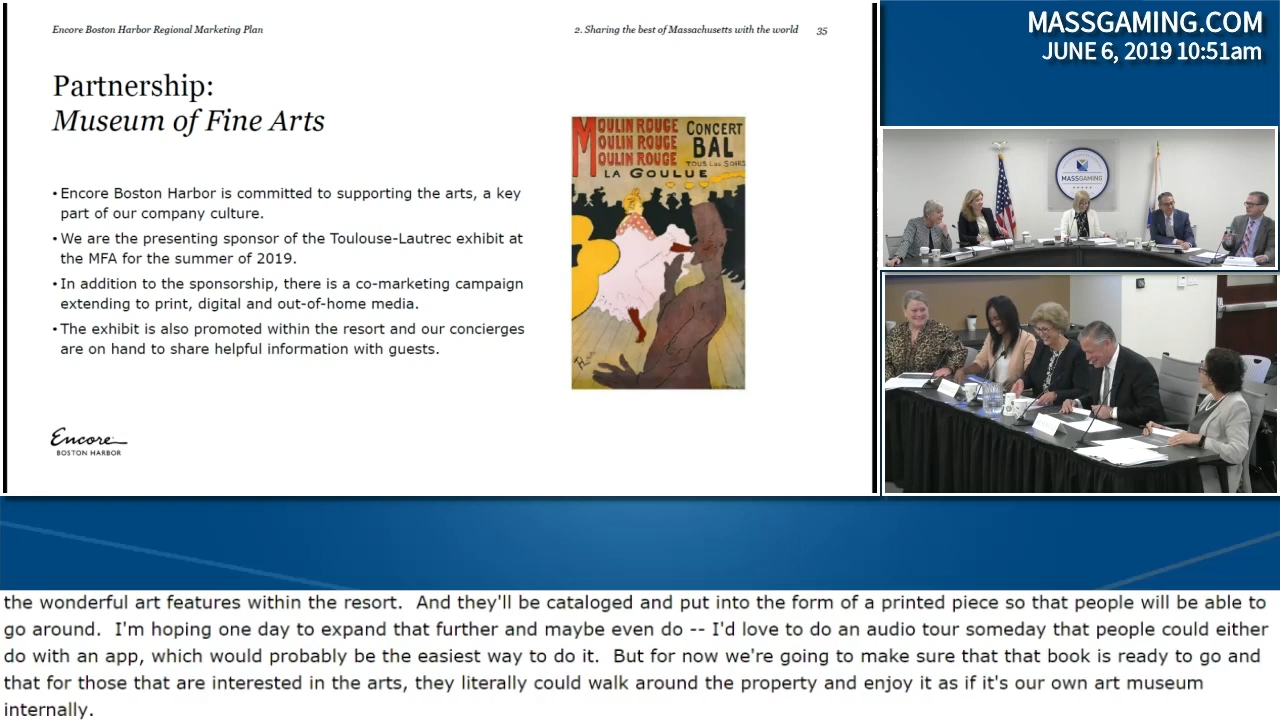 Encore Boston Harbor Regional Marketing Plan
2. Sharing the best of Massachusetts with the world 35
Partnership:
Museum of Fine Arts
• Encore Boston Harbor is committed to supporting the arts, a key
part of our company culture.
• We are the presenting sponsor of the Toulouse-Lautrec exhibit at
the MFA for the summer of 2019.
• In addition to the sponsorship, there is a co-marketing campaign
extending to print, digital and out-of-home media.
• The exhibit is also promoted within the resort and our concierges
are on hand to share helpful information with guests.
MOULIN ROUGE CONCERT
MOULIN ROUGE BAL
MOULIN ROUGE TOUS Les SOIRS
LA GOULUE
Encore
BOSTON HARBOR
MASSGAMING.COM
JUNE 6, 2019 10:51am
MASSGAMING
the wonderful art features within the resort.  And they'll be cataloged and put into the form of a printed piece so that people will be able to
go around.  I'm hoping one day to expand that further and maybe even do -- I'd love to do an audio tour someday that people could either
do with an app, which would probably be the easiest way to do it.  But for now we're going to make sure that that book is ready to go and
that for those that are interested in the arts, they literally could walk around the property and enjoy it as if it's our own art museum
internally.